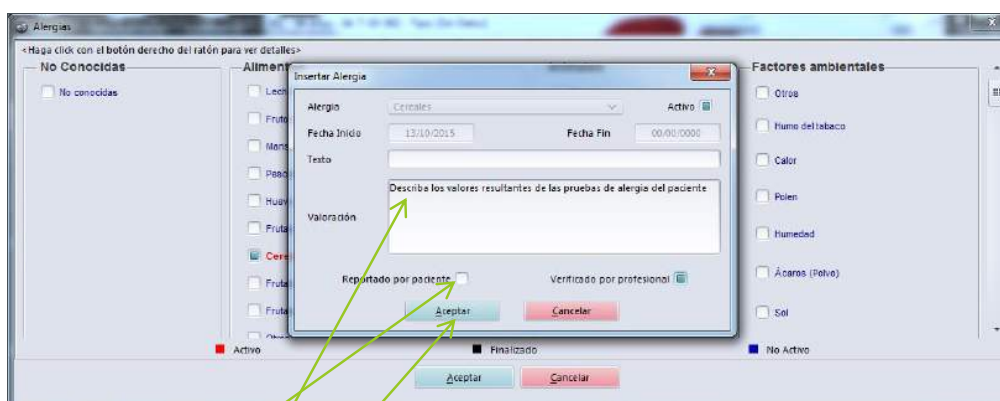 Alergias
<Haga click con el botón derecho del ratón para ver detalles>
No Conocidas
No conocidas
Insertar Alergia
Alergia Cereales Activo
Fecha Inicio 13/10/2015 Fecha Fin 00/00/0000
Texto
Valoración Describa los valores resultantes de las pruebas de alergia del paciente
Reportado por paciente Verificado por profesional
Aceptar Cancelar
Factores ambientales
Otros
Humo del tabaco
Calor
Polen
Humedad
Ácaros (Polvo)
Sol
Activo Finalizado No Activo
Aceptar Cancelar